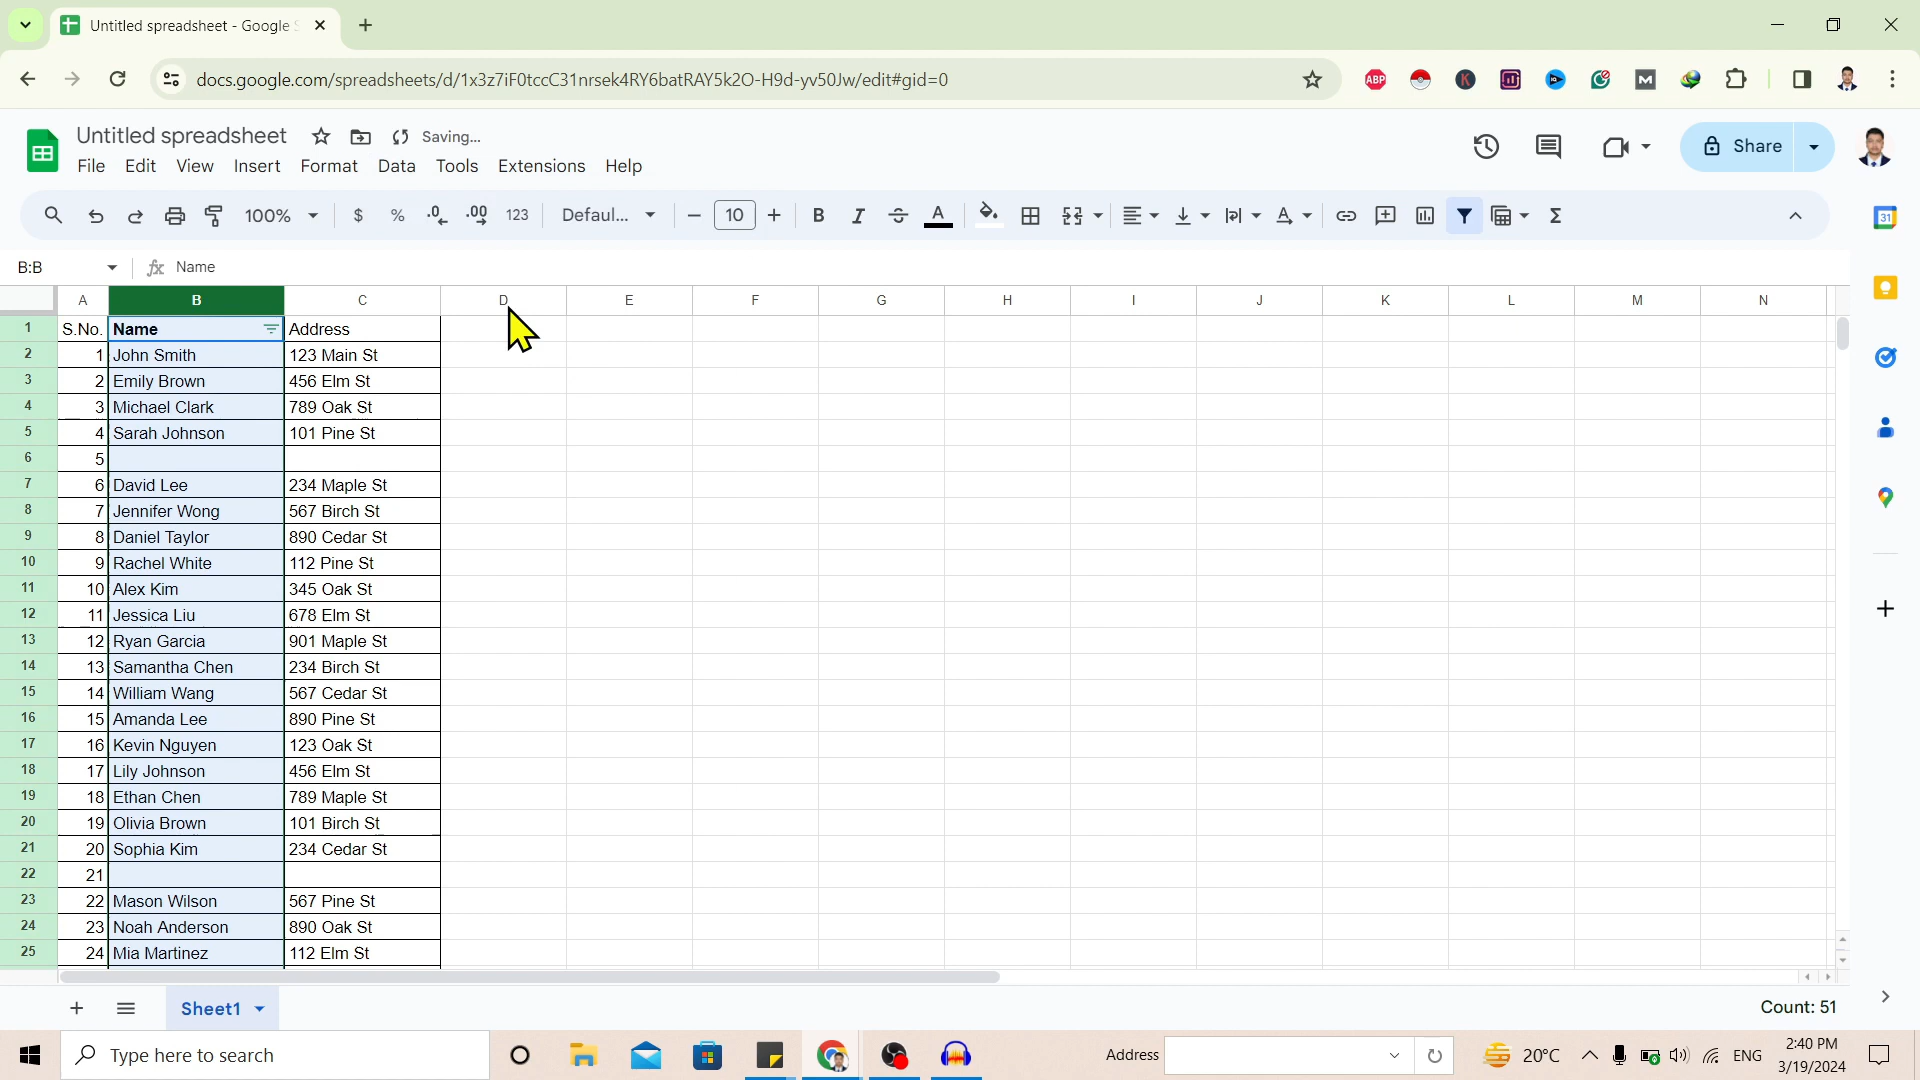 Untitled spreadsheet - Google S
docs.google.com/spreadsheets/d/1x3z7iF0tccC31nrsek4RY6batRAY5k2O-H9d-yv50Jw/edit#gid=0
ABP K M
Untitled spreadsheet Saving...
File Edit View Insert Format Data Tools Extensions Help
Share
100% $ % .0 .00 123 Defaul... 10 B I A Σ
31
B:B fx Name
A B C D E F G H I J K L M N
1 S.No. Name Address
2 1 John Smith 123 Main St
3 2 Emily Brown 456 Elm St
4 3 Michael Clark 789 Oak St
5 4 Sarah Johnson 101 Pine St
6 5
7 6 David Lee 234 Maple St
8 7 Jennifer Wong 567 Birch St
9 8 Daniel Taylor 890 Cedar St
10 9 Rachel White 112 Pine St
11 10 Alex Kim 345 Oak St
12 11 Jessica Liu 678 Elm St
13 12 Ryan Garcia 901 Maple St
14 13 Samantha Chen 234 Birch St
15 14 William Wang 567 Cedar St
16 15 Amanda Lee 890 Pine St
17 16 Kevin Nguyen 123 Oak St
18 17 Lily Johnson 456 Elm St
19 18 Ethan Chen 789 Maple St
20 19 Olivia Brown 101 Birch St
21 20 Sophia Kim 234 Cedar St
22 21
23 22 Mason Wilson 567 Pine St
24 23 Noah Anderson 890 Oak St
25 24 Mia Martinez 112 Elm St
Sheet1 Count: 51
Type here to search Address 20°C ENG 2:40 PM
3/19/2024